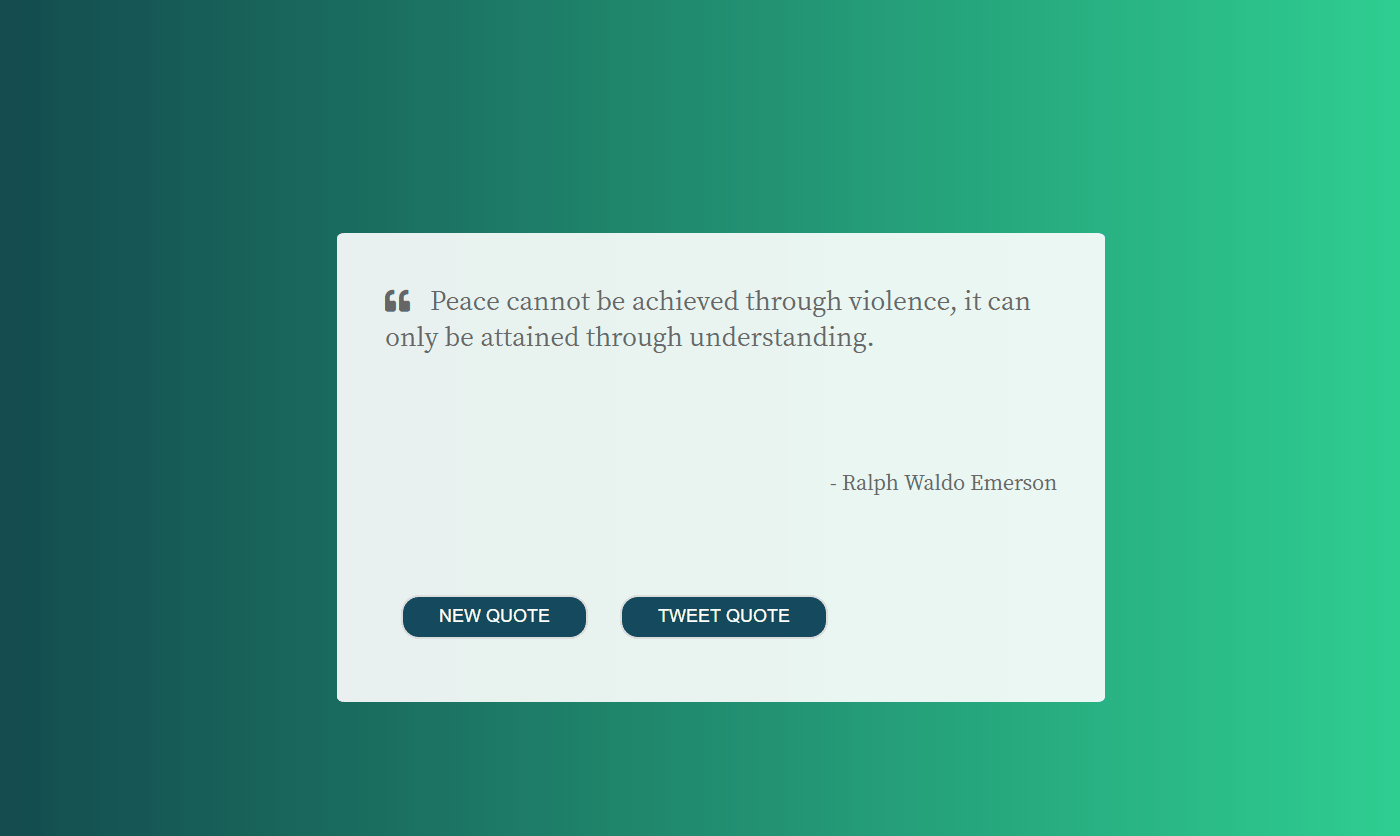 “ Peace cannot be achieved through violence, it can
only be attained through understanding.
- Ralph Waldo Emerson
NEW QUOTE
TWEET QUOTE